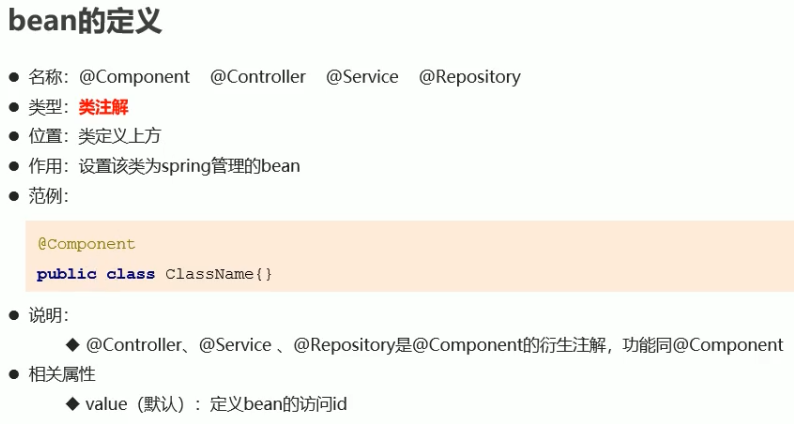 bean的定义
● 名称：@Component @Controller @Service @Repository
● 类型：类注解
● 位置：类定义上方
● 作用：设置该类为spring管理的bean
● 范例：
@Component
public class ClassName{}
● 说明：
◆ @Controller、@Service 、@Repository是@Component的衍生注解，功能同@Component
● 相关属性
◆ value（默认）：定义bean的访问id